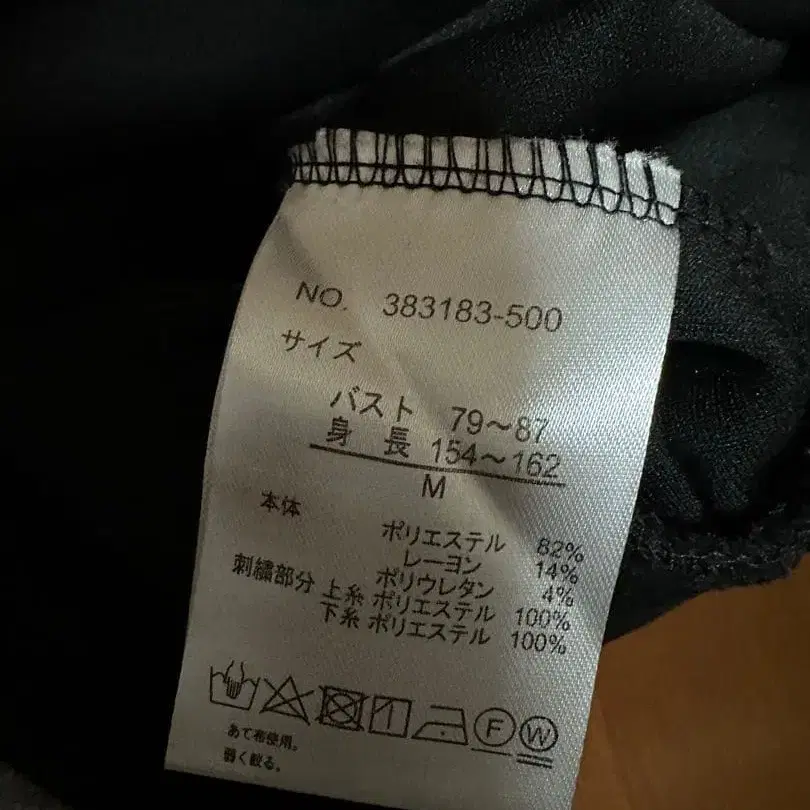 NO. 383183-500
サイズ
バスト 79～87
身長 154～162
M
本体
ポリエステル 82%
レーヨン 14%
ポリウレタン 4%
刺繍部分 上糸 ポリエステル 100%
下糸 ポリエステル 100%
F W
あて布使用。
弱く絞る。